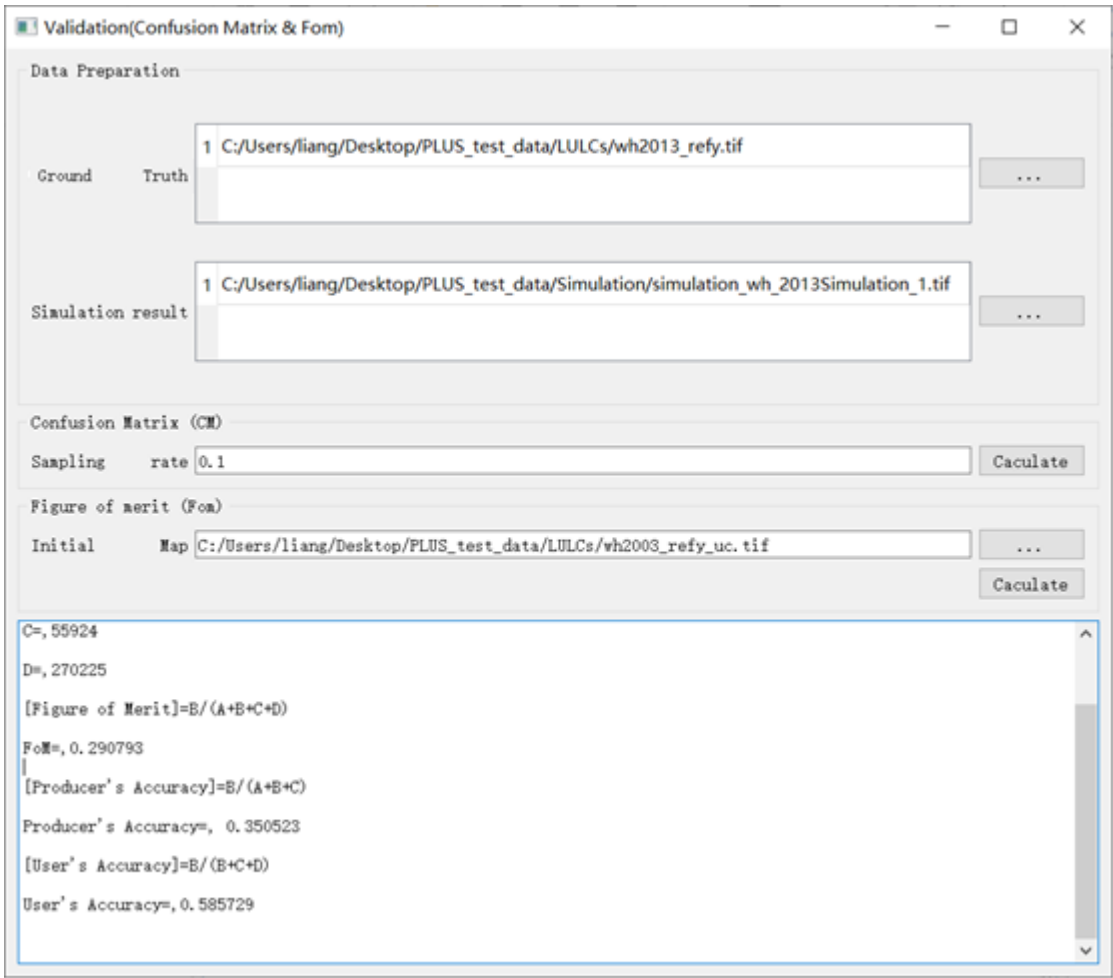 Validation(Confusion Matrix & Fom)
Data Preparation
1 C:/Users/liang/Desktop/PLUS_test_data/LULCs/wh2013_refy.tif
Ground Truth
...
1 C:/Users/liang/Desktop/PLUS_test_data/Simulation/simulation_wh_2013Simulation_1.tif
Simulation result
...
Confusion Matrix (CM)
Sampling rate 0.1 Caculate
Figure of merit (Fom)
Initial Map C:/Users/liang/Desktop/PLUS_test_data/LULCs/wh2003_refy_uc.tif ...
Caculate
C=,55924
D=,270225
[Figure of Merit]=B/(A+B+C+D)
FoM=,0.290793
[Producer's Accuracy]=B/(A+B+C)
Producer's Accuracy=, 0.350523
[User's Accuracy]=B/(B+C+D)
User's Accuracy=,0.585729